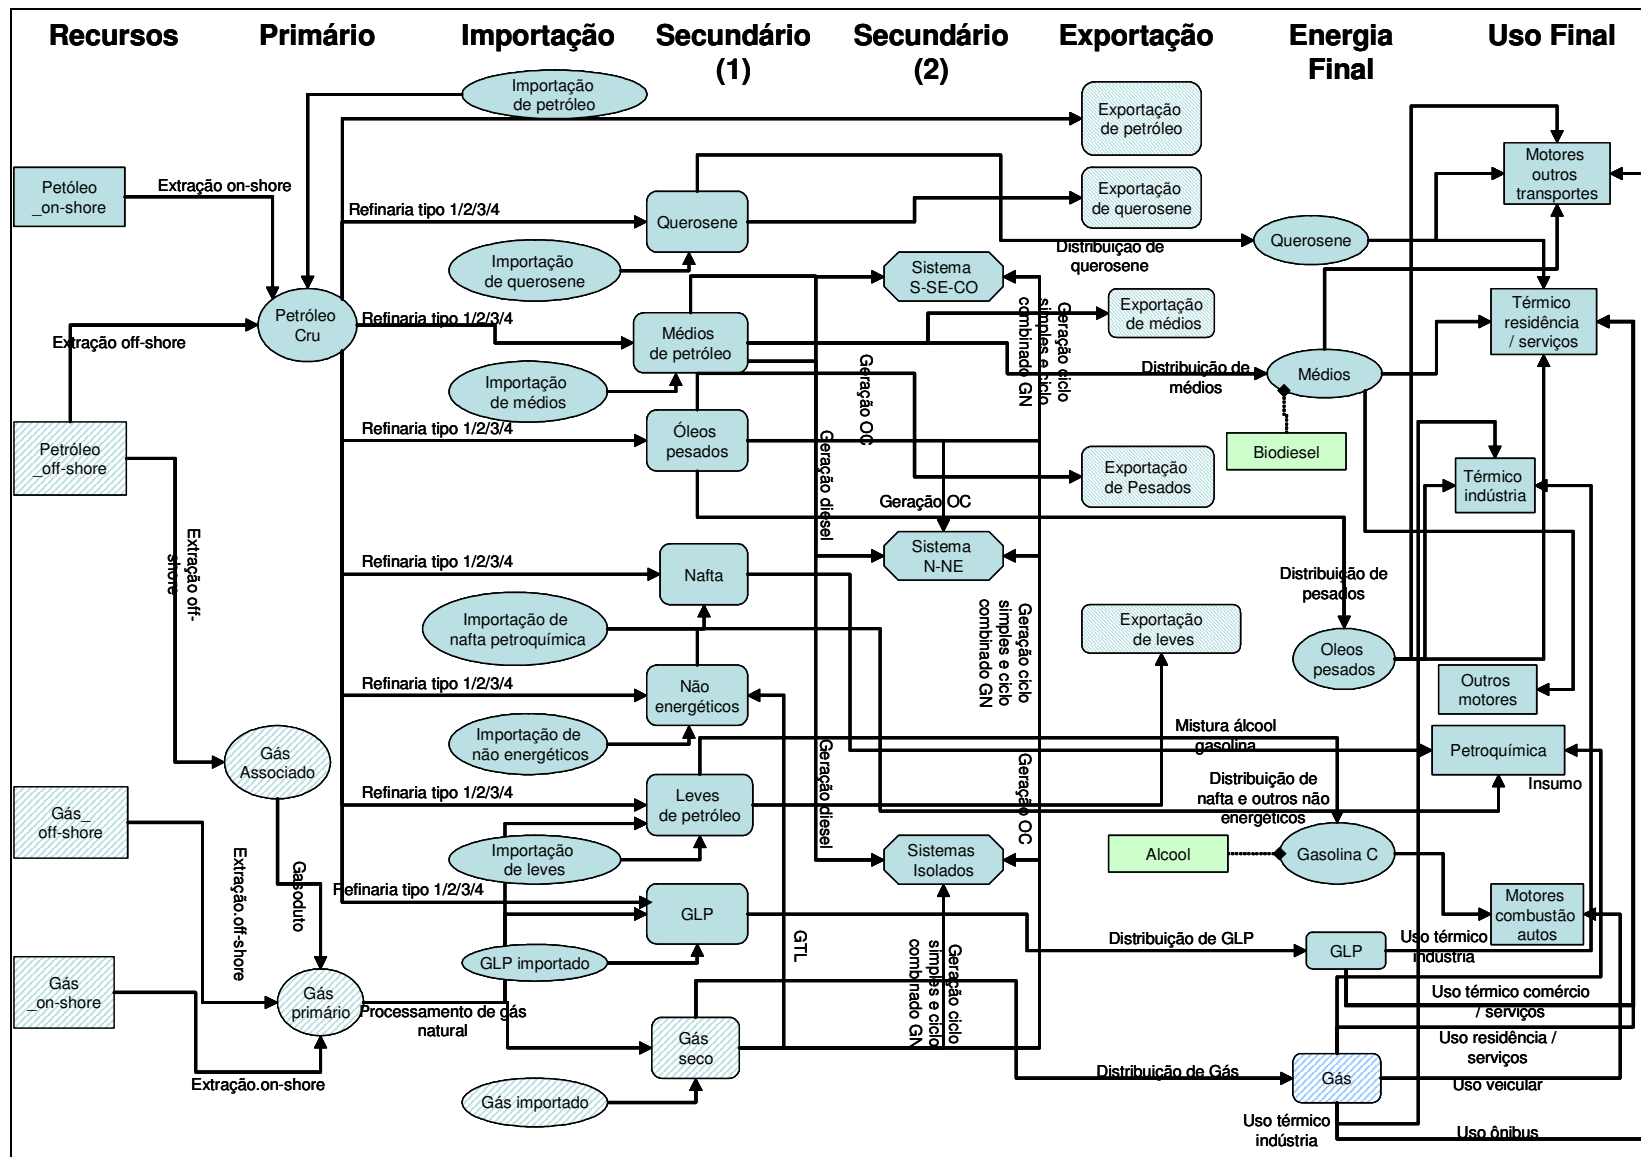 Recursos
Primário
Importação
Secundário
(1)
Secundário
(2)
Exportação
Energia
Final
Uso Final
Importação
de petróleo
Exportação
de petróleo
Motores
outros
transportes
Petóleo
_on-shore
Extração on-shore
Refinaria tipo 1/2/3/4
Querosene
Exportação
de querosene
Querosene
Distribuição de
querosene
Importação
de querosene
Sistema
S-SE-CO
Geração ciclo
simples e ciclo
combinado GN
Exportação
de médios
Térmico
residência
/ serviços
Petróleo
Cru
Refinaria tipo 1/2/3/4
Médios
de petróleo
Extração off-shore
Importação
de médios
Geração OC
Distribuição de
médios
Médios
Petróleo
_off-shore
Refinaria tipo 1/2/3/4
Óleos
pesados
Geração diesel
Exportação
de Pesados
Biodiesel
Térmico
indústria
Geração OC
Extração off-
shore
Refinaria tipo 1/2/3/4
Nafta
Sistema
N-NE
Distribuição de
pesados
Importação de
nafta petroquímica
Geração ciclo
simples e ciclo
combinado GN
Exportação
de leves
Oleos
pesados
Refinaria tipo 1/2/3/4
Não
energéticos
Outros
motores
Importação de
não energéticos
Mistura álcool
gasolina
Petroquímica
Insumo
Gás
Associado
Refinaria tipo 1/2/3/4
Leves
de petróleo
Geração diesel
Geração OC
Distribuição de
nafta e outros não
energéticos
Gás_
off-shore
Importação
de leves
Sistemas
Isolados
Alcool
Gasolina C
Extração.off-shore
Gasoduto
Refinaria tipo 1/2/3/4
GLP
Motores
combustão
autos
GLP importado
GTL
Geração ciclo
simples e ciclo
combinado GN
Distribuição de GLP
GLP
Uso térmico
indústria
Gás
_on-shore
Gás
primário
Processamento de gás
natural
Uso térmico comércio
/ serviços
Gás
seco
Uso residência /
serviços
Extração.on-shore
Gás importado
Distribuição de Gás
Gás
Uso veicular
Uso térmico
indústria
Uso ônibus